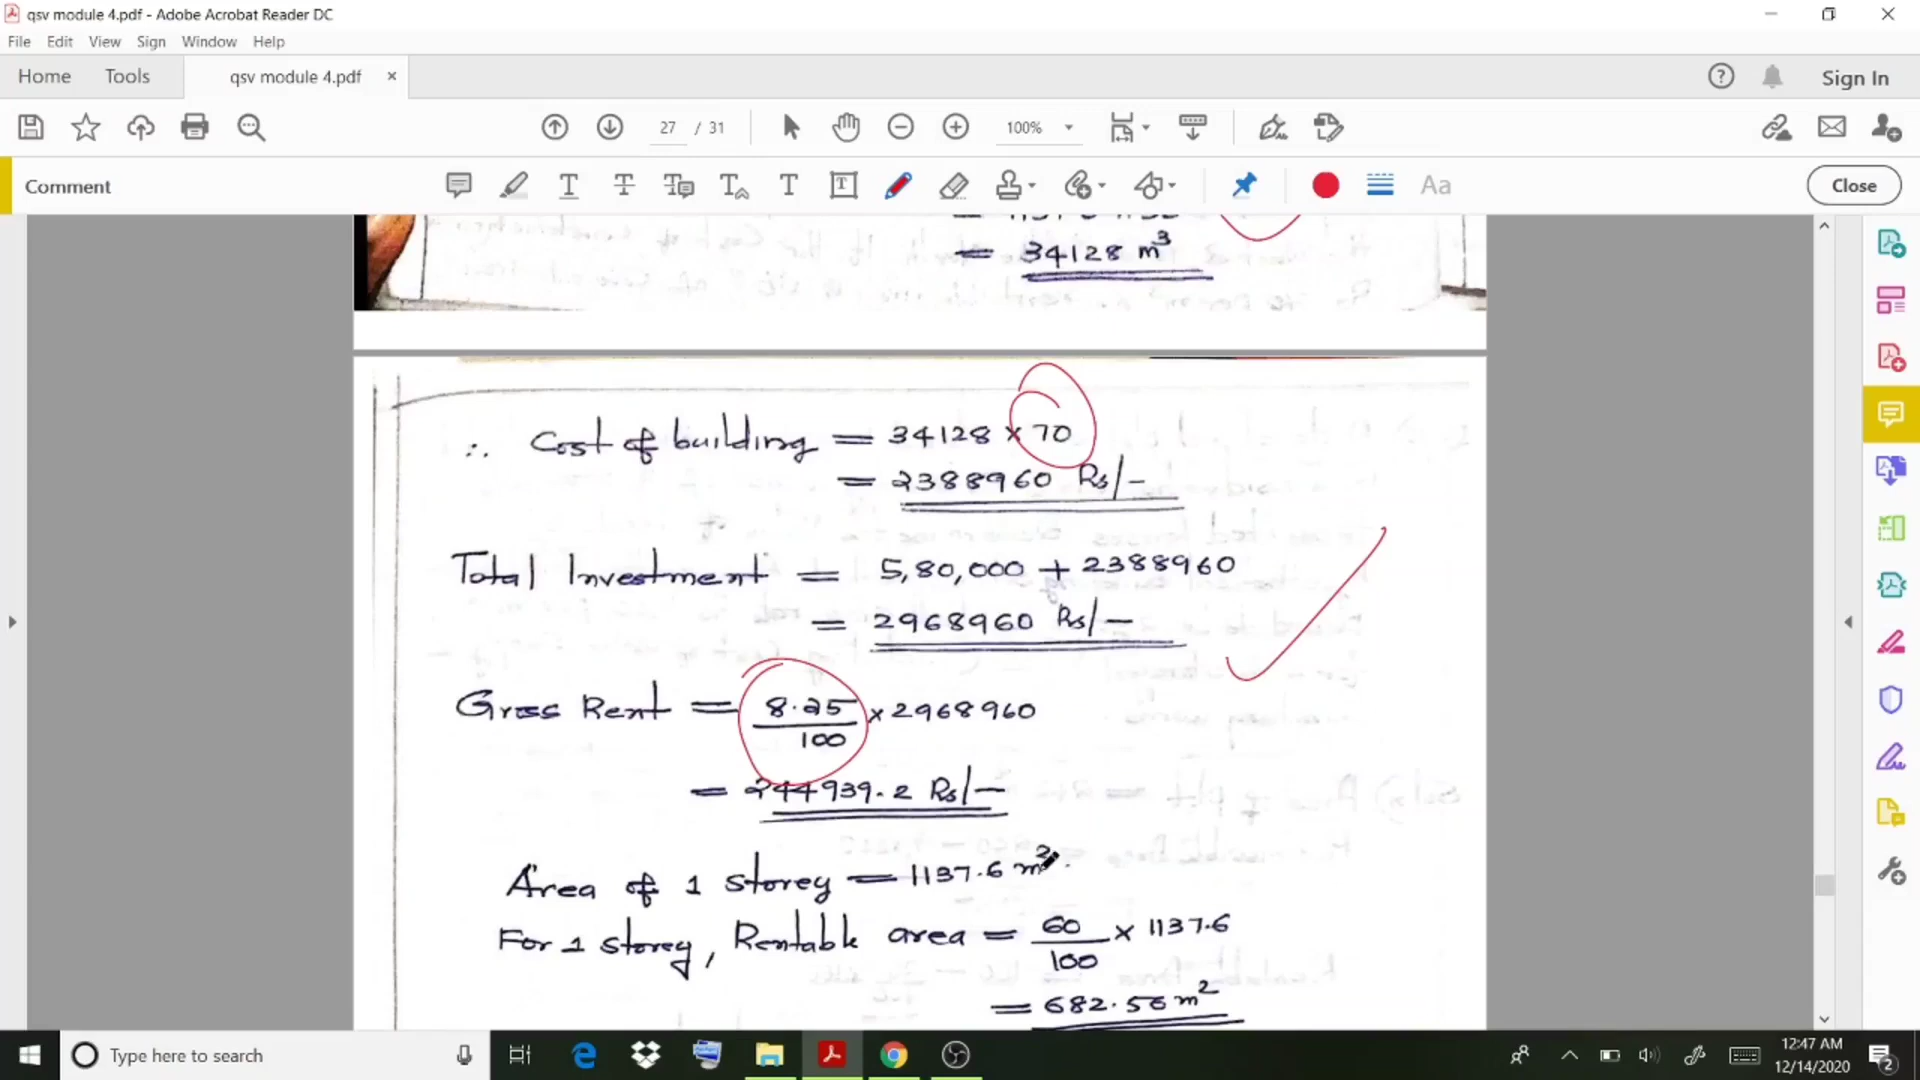 qsv module 4.pdf - Adobe Acrobat Reader DC
File Edit View Sign Window Help
Home Tools qsv module 4.pdf × Sign In
27 / 31 100%
Comment Close
= 34128 m³
∴ Cost of building = 34128 × 70
= 2388960 Rs/-
Total Investment = 5,80,000 + 2388960
= 2968960 Rs/-
Gross Rent = 8.25/100 × 2968960
= 244939.2 Rs/-
Area of 1 storey = 1137.6 m².
For 1 storey, Rentable area = 60/100 × 1137.6
= 682.56 m²
Type here to search
12:47 AM
12/14/2020
2